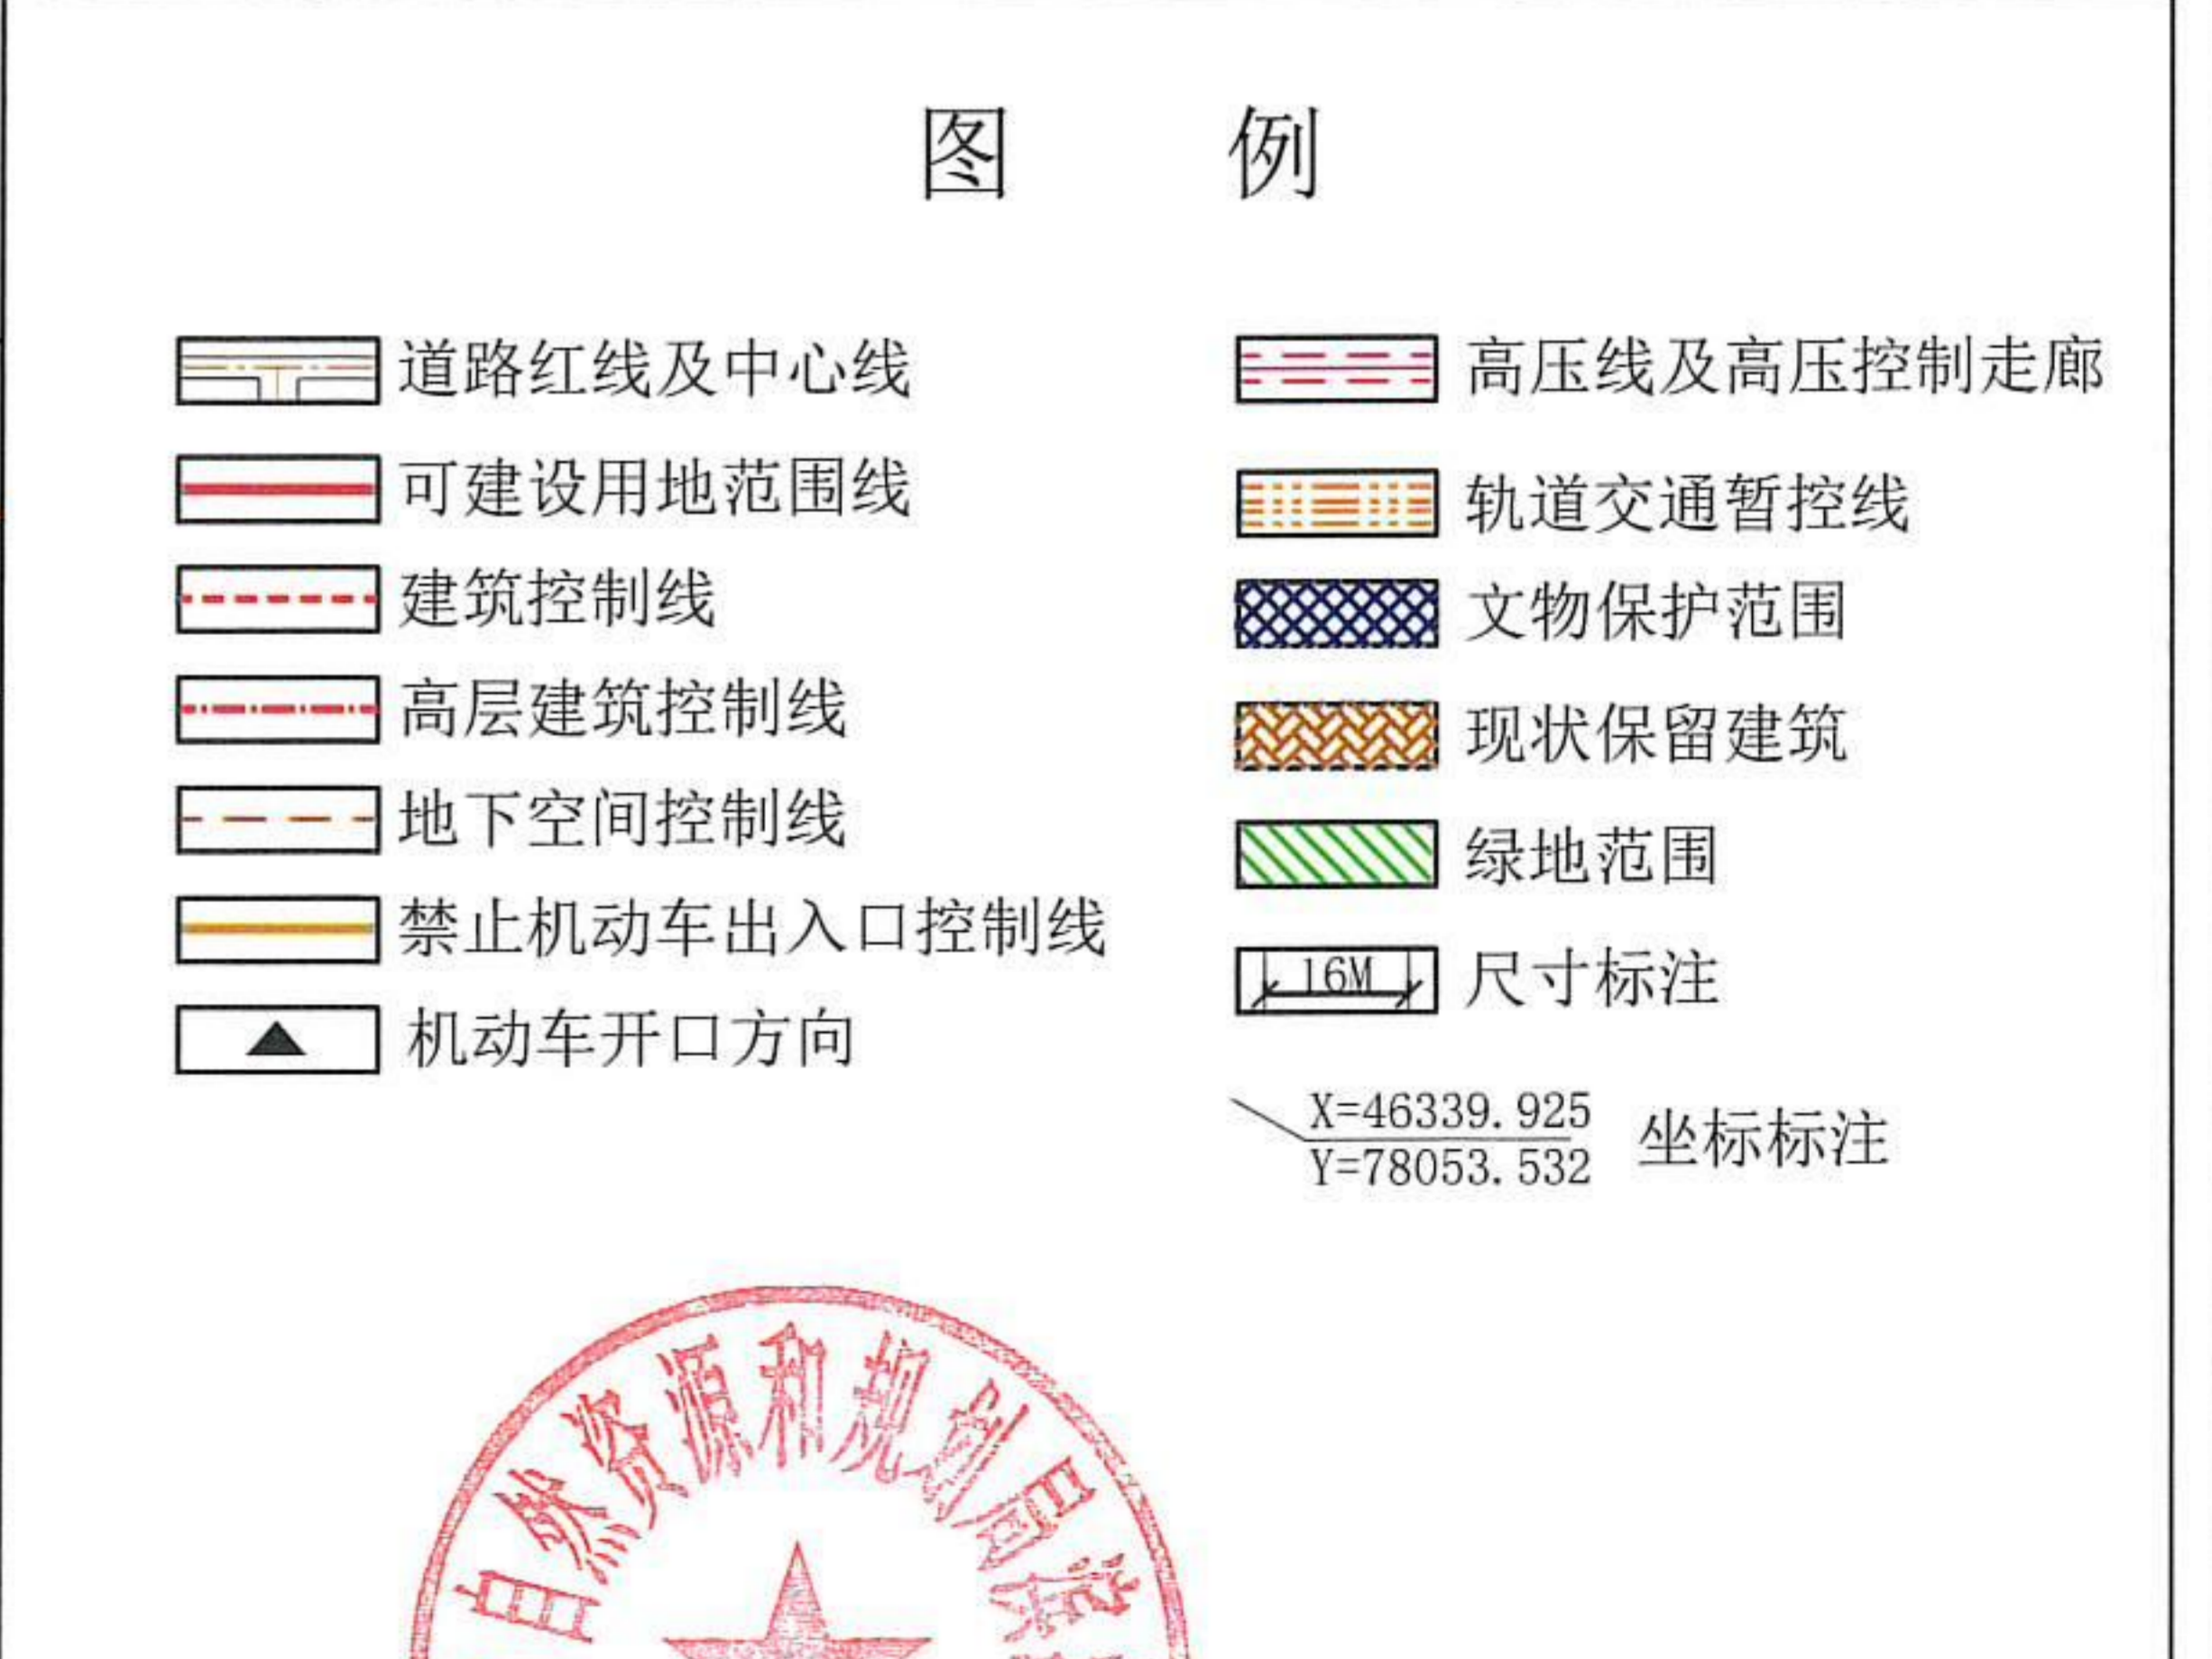 图 例
道路红线及中心线
可建设用地范围线
建筑控制线
高层建筑控制线
地下空间控制线
禁止机动车出入口控制线
机动车开口方向
高压线及高压控制走廊
轨道交通暂控线
文物保护范围
现状保留建筑
绿地范围
16M 尺寸标注
X=46339.925
Y=78053.532
坐标标注
自然资源和规划局